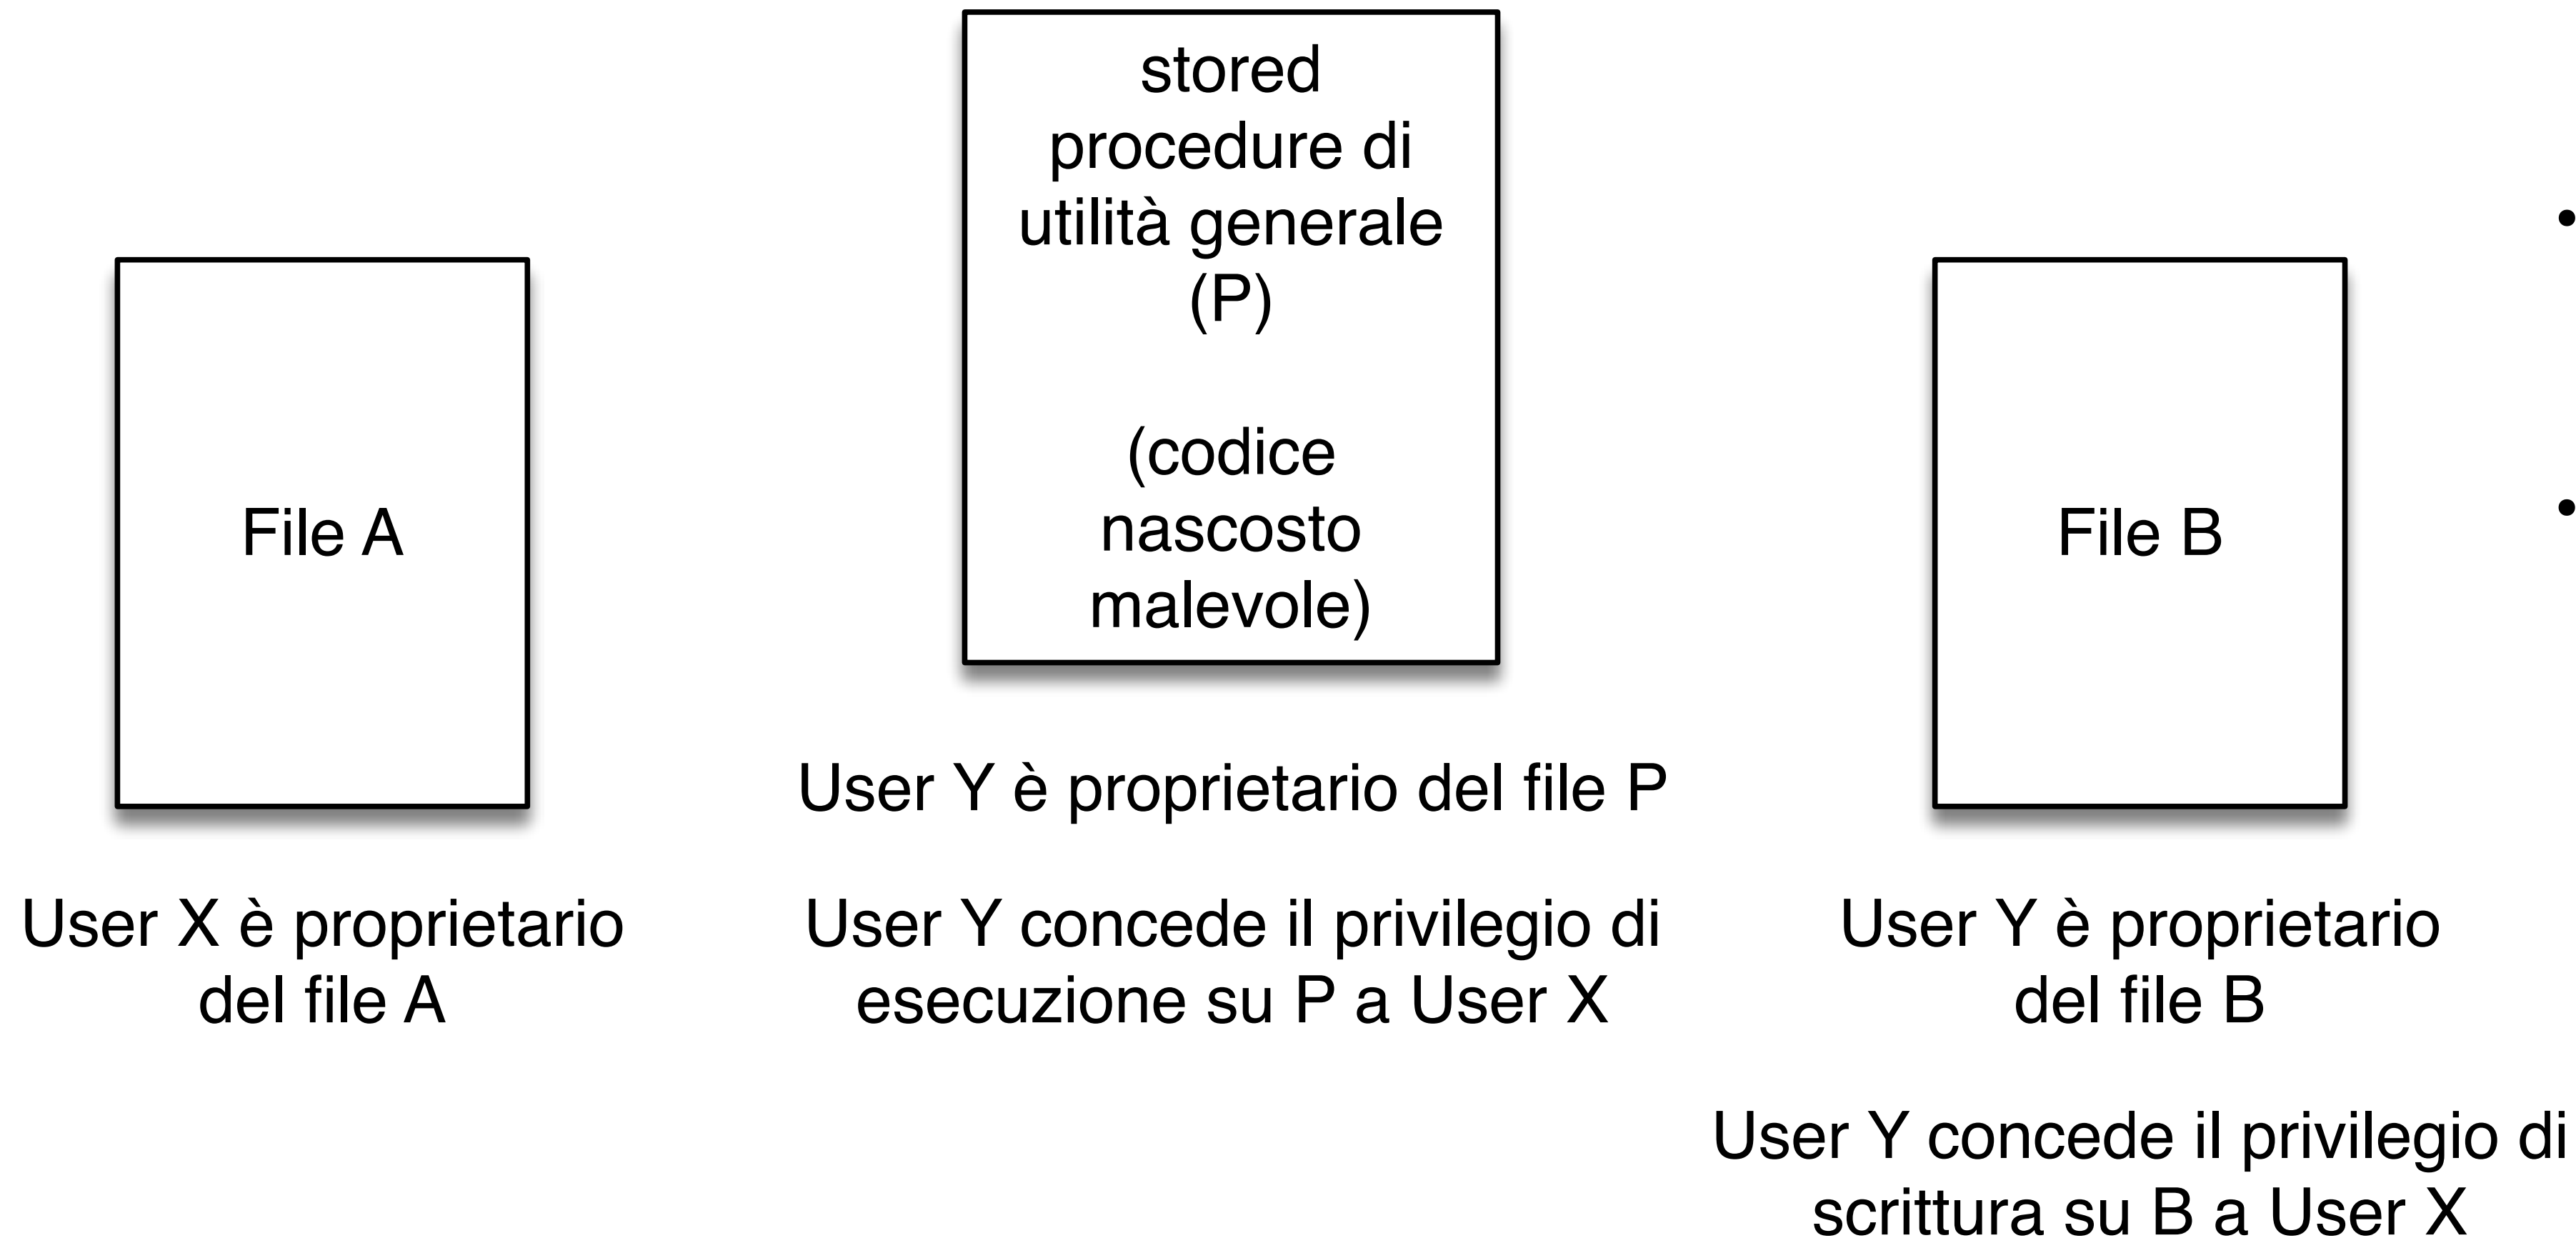 File A
User X è proprietario
del file A
stored
procedure di
utilità generale
(P)
(codice
nascosto
malevole)
User Y è proprietario del file P
User Y concede il privilegio di
esecuzione su P a User X
File B
User Y è proprietario
del file B
User Y concede il privilegio di
scrittura su B a User X
•
•